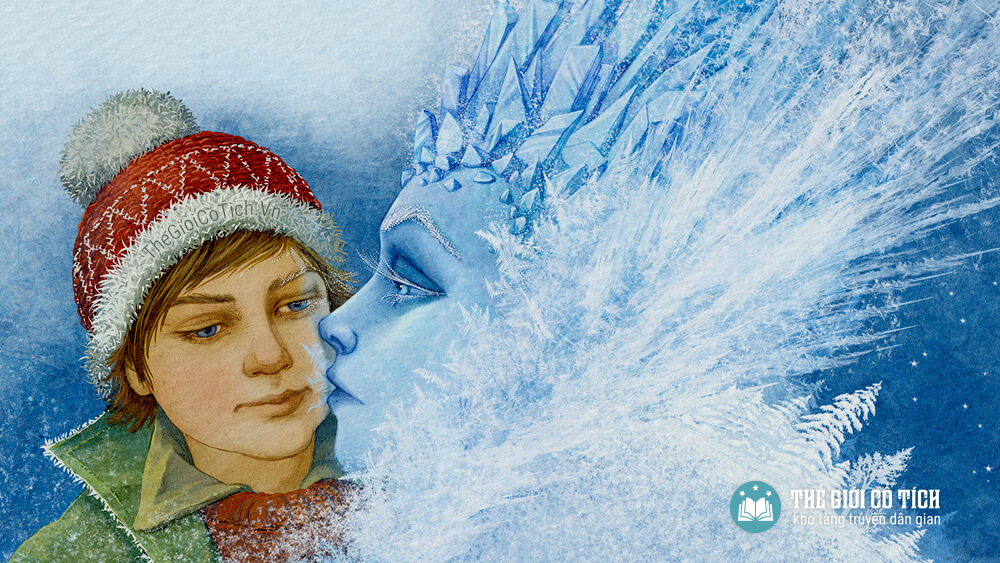 TheGioiCoTich.Vn
THẾ GIỚI CỔ TÍCH
kho tàng truyện dân gian